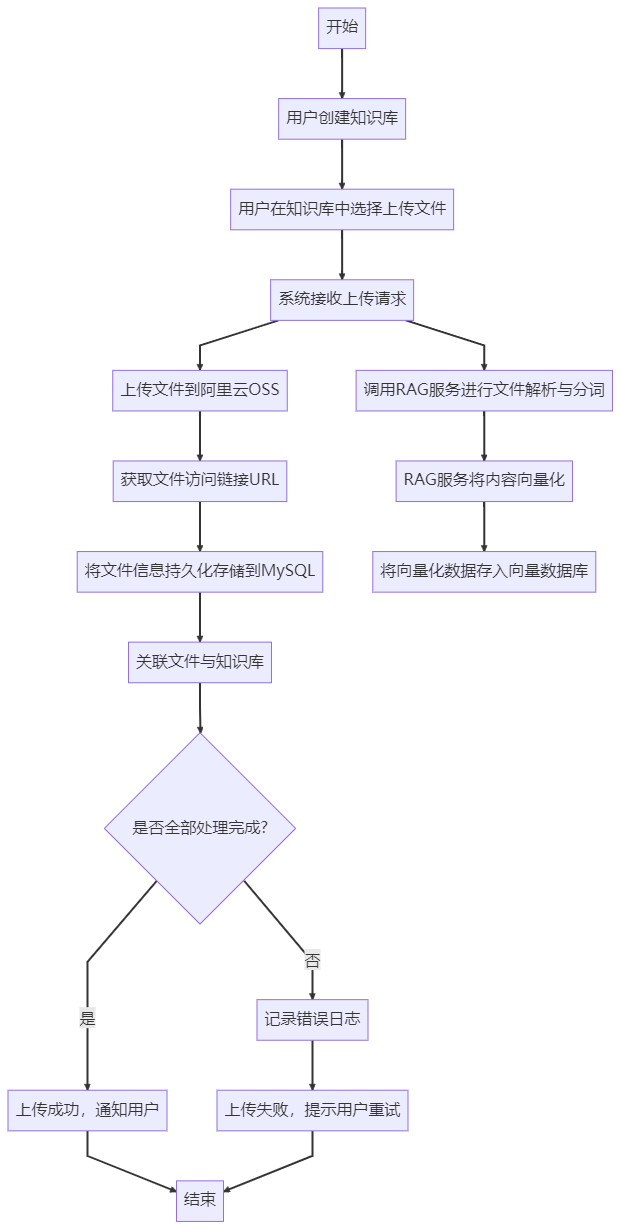 开始
用户创建知识库
用户在知识库中选择上传文件
系统接收上传请求
上传文件到阿里云OSS
调用RAG服务进行文件解析与分词
获取文件访问链接URL
RAG服务将内容向量化
将文件信息持久化存储到MySQL
将向量化数据存入向量数据库
关联文件与知识库
是否全部处理完成?
否
是
记录错误日志
上传成功，通知用户
上传失败，提示用户重试
结束